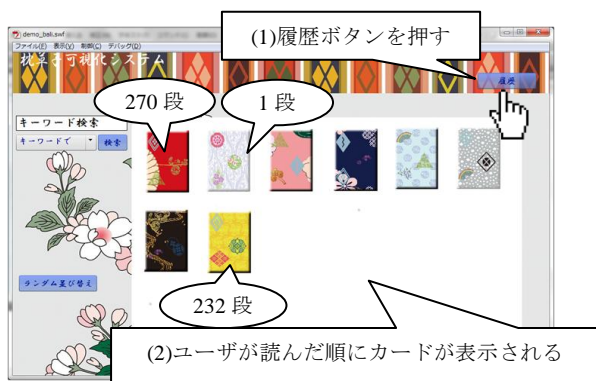 demo_bali.swf
(1)履歴ボタンを押す
ファイル(F) 表示(V) 制御(C) デバッグ(D)
枕草子可視化システム
履歴
270 段
1 段
キーワード検索
キーワードで
検索
ランダム並び替え
232 段
(2)ユーザが読んだ順にカードが表示される